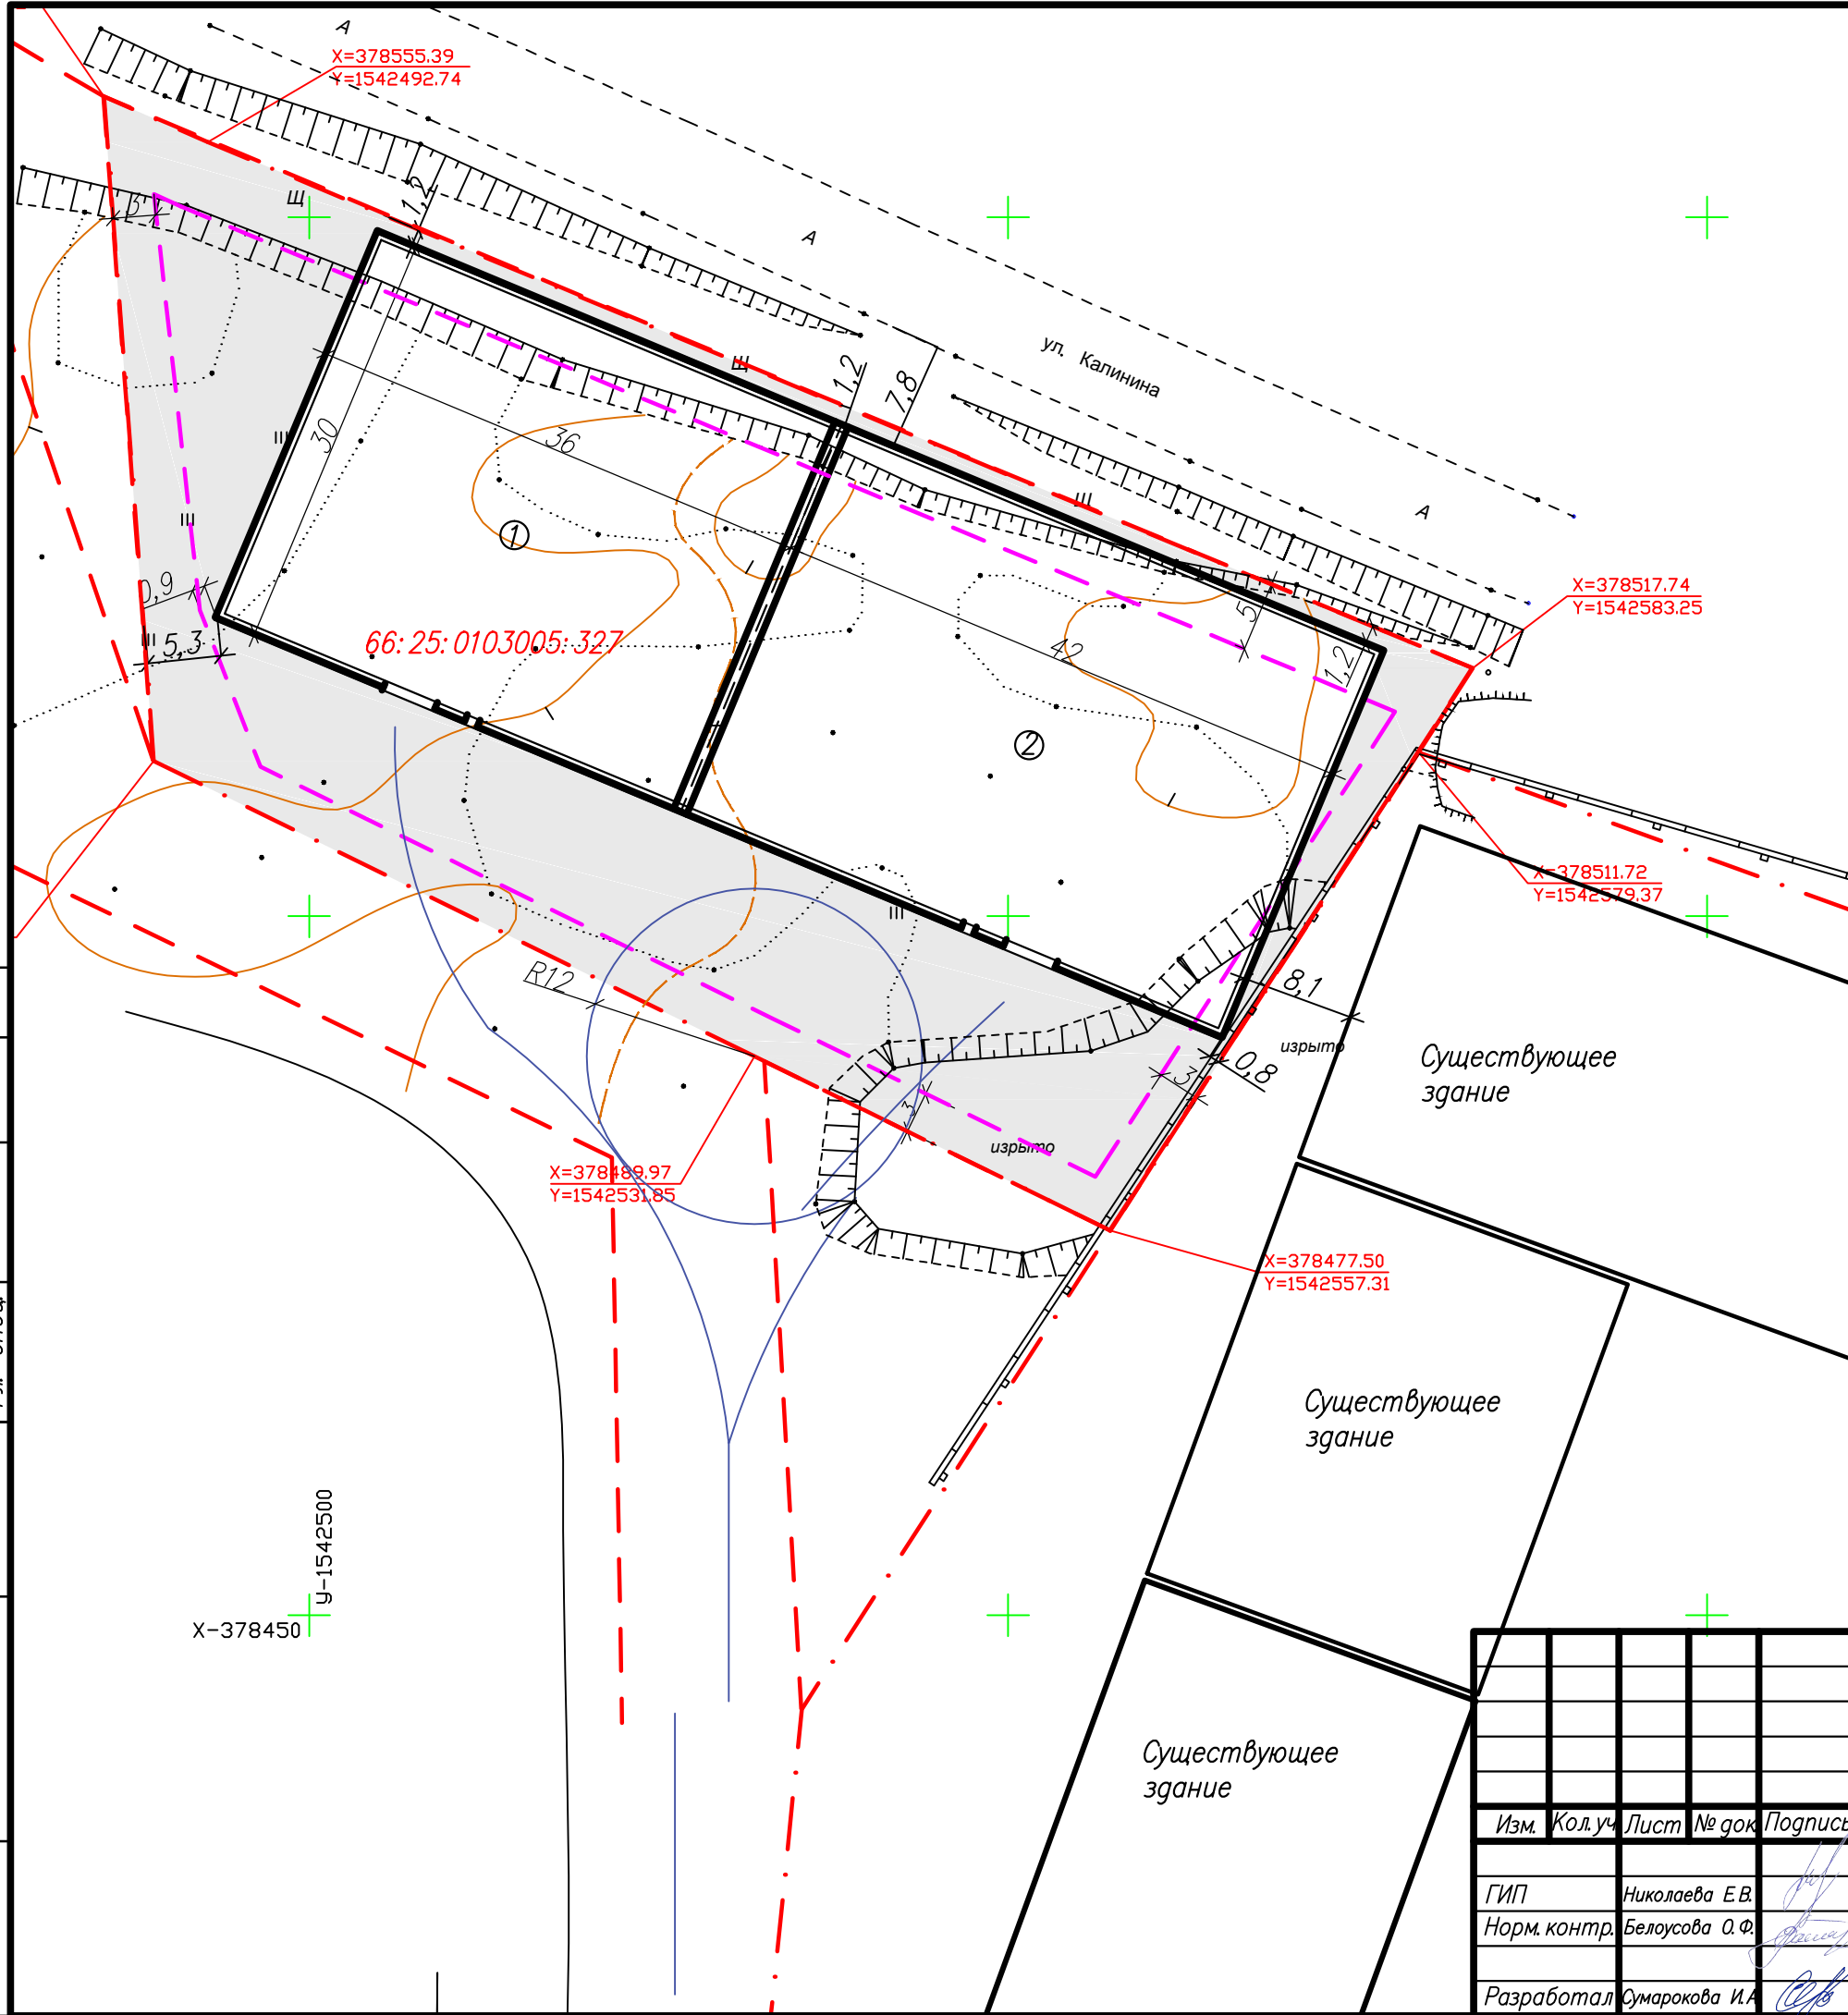 А
X=378555.39
Y=1542492.74
3
Щ
1,2
А
ул. Калинина
Щ
1,2
7,8
30
36
1
Щ
А
X=378517.74
Y=1542583.25
0,9
5,3
66:25:0103005:327
5
42
1,2
2
X=378511.72
Y=1542579.37
R12
8,1
изрыто
0,8
3
3
изрыто
Существующее
здание
X=378489.97
Y=1542531.85
X=378477.50
Y=1542557.31
Существующее
здание
у-1542500
X-378450
Существующее
здание
Изм. Кол.уч Лист № док Подпись
ГИП Николаева Е.В.
Норм. контр. Белоусова О.Ф.
Разработал Сумарокова И.А